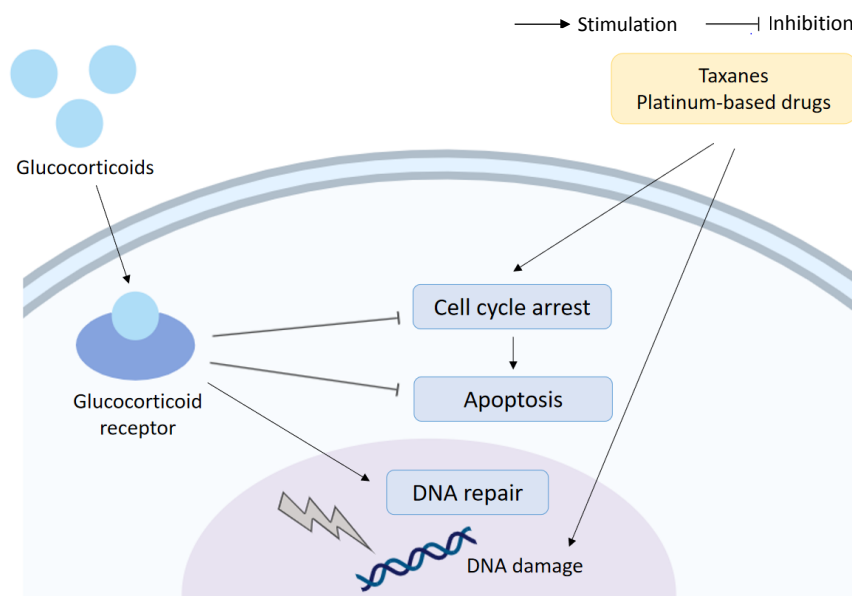 Stimulation
Inhibition
Taxanes
Platinum-based drugs
Glucocorticoids
Cell cycle arrest
Glucocorticoid
receptor
Apoptosis
DNA repair
DNA damage